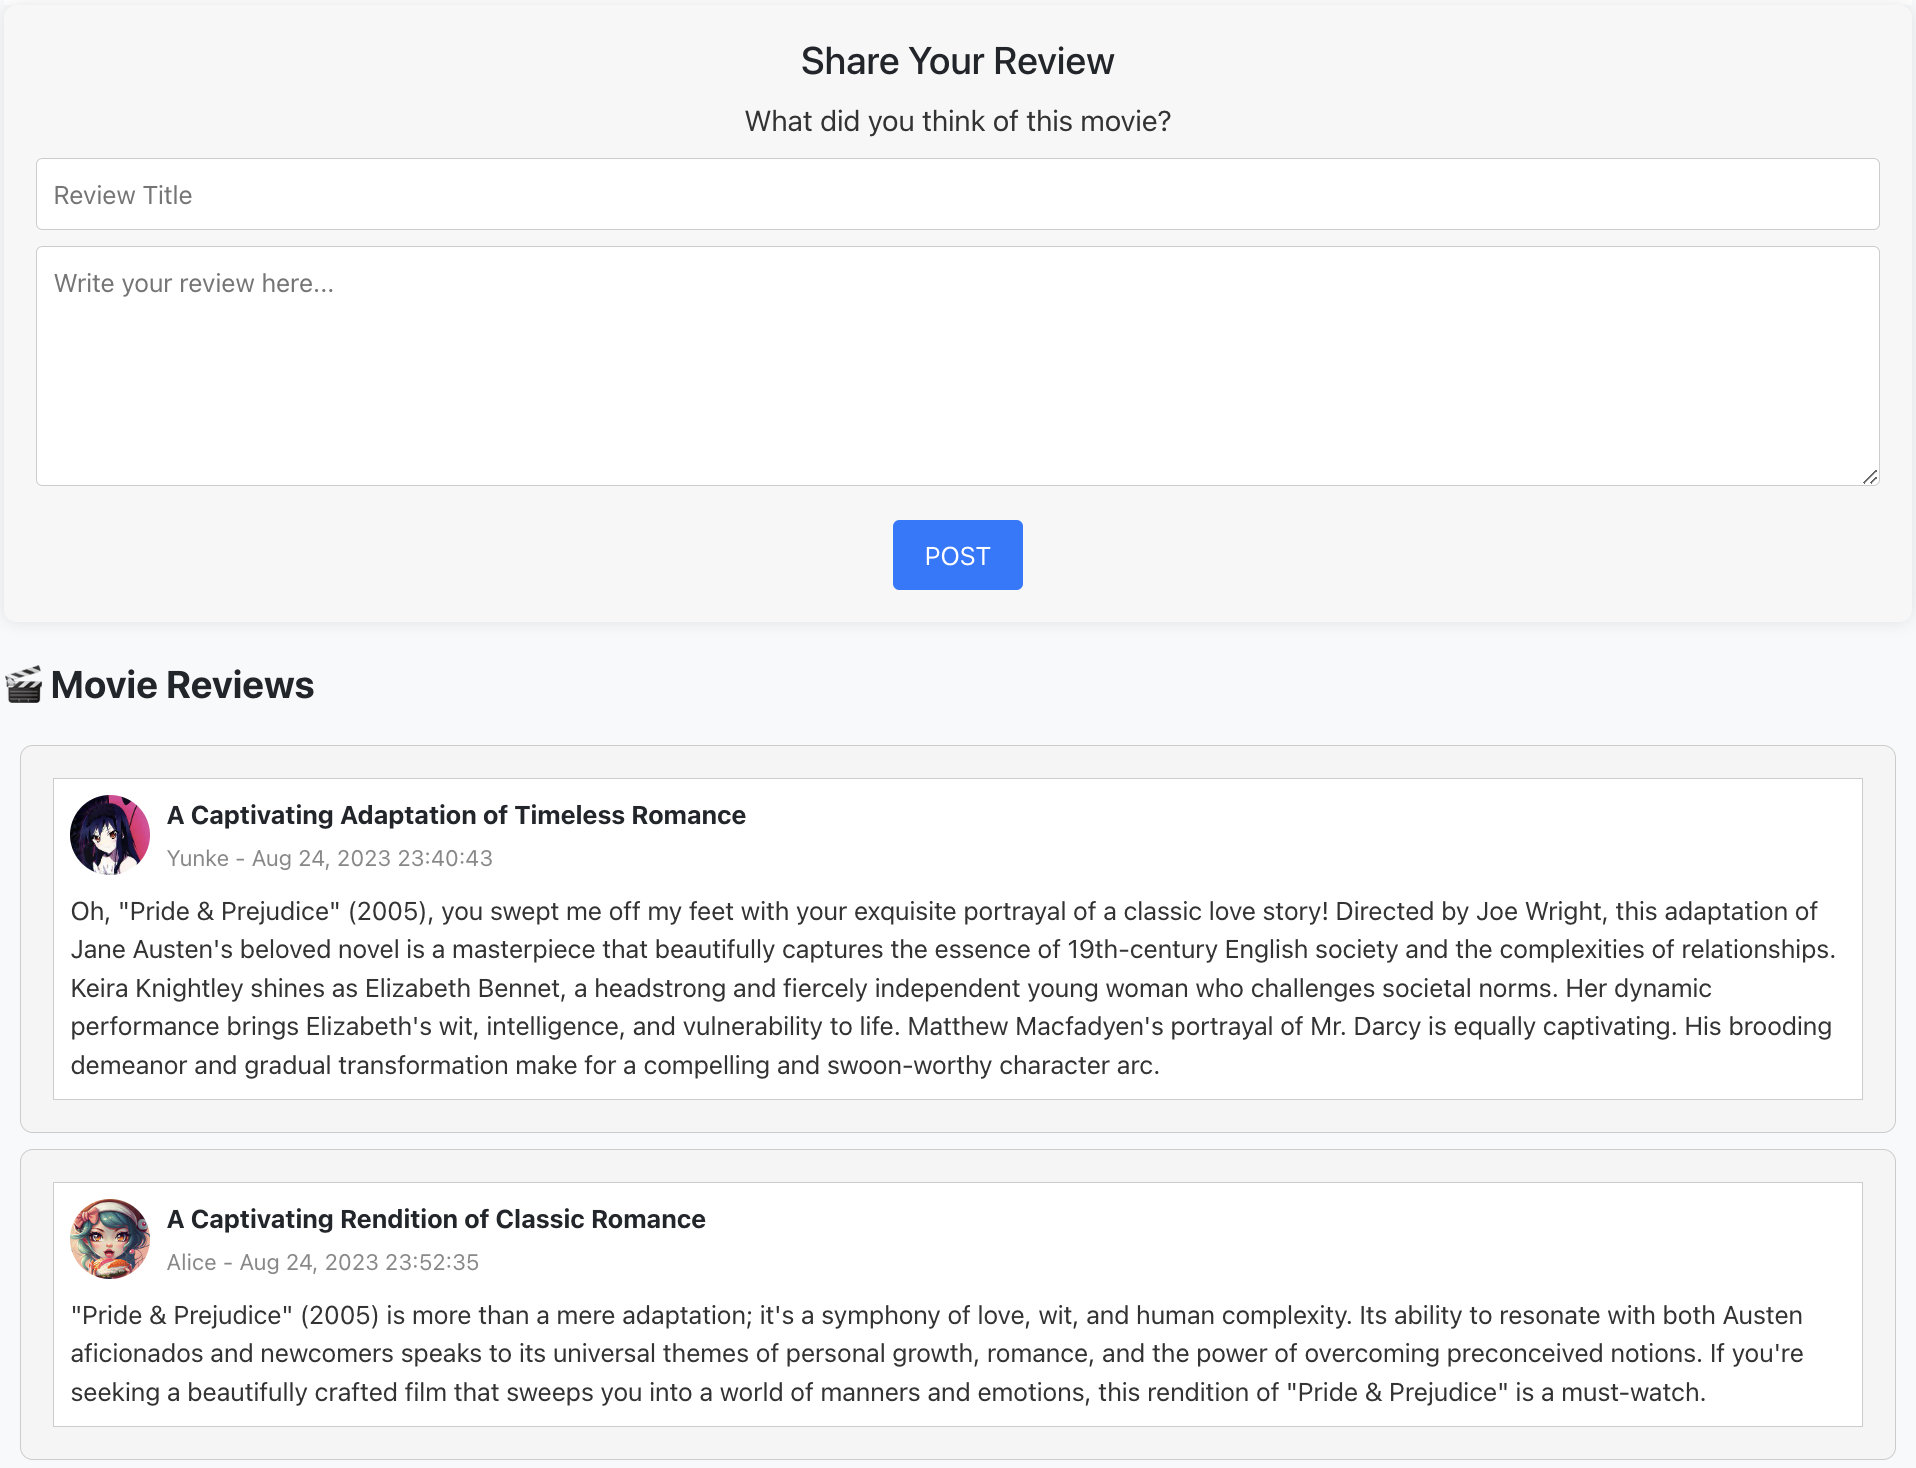 Share Your Review
What did you think of this movie?
Review Title
Write your review here...
POST
🎬 Movie Reviews
A Captivating Adaptation of Timeless Romance
Yunke - Aug 24, 2023 23:40:43
Oh, "Pride & Prejudice" (2005), you swept me off my feet with your exquisite portrayal of a classic love story! Directed by Joe Wright, this adaptation of
Jane Austen's beloved novel is a masterpiece that beautifully captures the essence of 19th-century English society and the complexities of relationships.
Keira Knightley shines as Elizabeth Bennet, a headstrong and fiercely independent young woman who challenges societal norms. Her dynamic
performance brings Elizabeth's wit, intelligence, and vulnerability to life. Matthew Macfadyen's portrayal of Mr. Darcy is equally captivating. His brooding
demeanor and gradual transformation make for a compelling and swoon-worthy character arc.
A Captivating Rendition of Classic Romance
Alice - Aug 24, 2023 23:52:35
"Pride & Prejudice" (2005) is more than a mere adaptation; it's a symphony of love, wit, and human complexity. Its ability to resonate with both Austen
aficionados and newcomers speaks to its universal themes of personal growth, romance, and the power of overcoming preconceived notions. If you're
seeking a beautifully crafted film that sweeps you into a world of manners and emotions, this rendition of "Pride & Prejudice" is a must-watch.